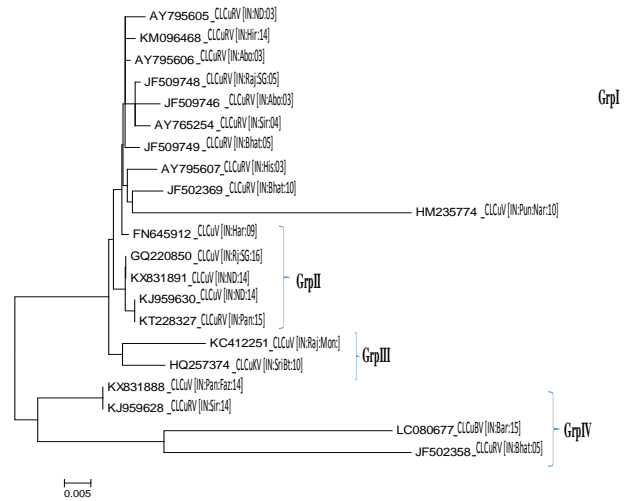 AY795605_CLCuRV [IN:ND:03]
KM096468_CLCuRV [IN:Hir:14]
AY795606_CLCuRV [IN:Abo:03]
JF509748_CLCuRV [IN:Raj:SG:05]
GrpI
JF509746_CLCuRV [IN:Abo:03]
AY765254_CLCuRV [IN:Sir:04]
JF509749_CLCuRV [IN:Bhat:05]
AY795607_CLCuRV [IN:His:03]
JF502369_CLCuRV [IN:Bhat:10]
HM235774_CLCuV [IN:Pun:Nar:10]
FN645912_CLCuV [IN:Har:09]
GQ220850_CLCuRV [IN:Rj:SG:16]
KX831891_CLCuV [IN:ND:14]
GrpII
KJ959630_CLCuV [IN:ND:14]
KT228327_CLCuRV [IN:Pan:15]
KC412251_CLCuV [IN:Raj:Mon:]
GrpIII
HQ257374_CLCuKV [IN:SriBt:10]
KX831888_CLCuV [IN:Pan:Faz:14]
KJ959628_CLCuRV [IN:Sir:14]
LC080677_CLCuBV [IN:Bar:15]
GrpIV
JF502358_CLCuRV [IN:Bhat:05]
0.005